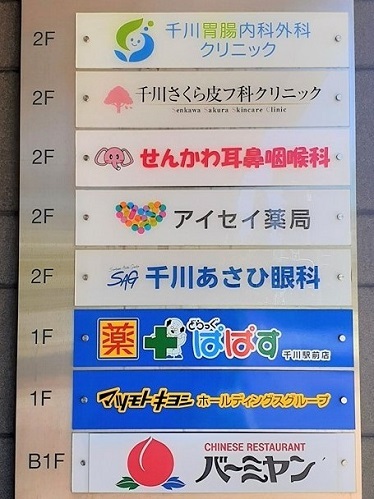 2F
千川胃腸内科外科
クリニック
2F
千川さくら皮フ科クリニック
Senkawa Sakura Skincare Clinic
2F
せんかわ耳鼻咽喉科
2F
アイセイ薬局
2F
SAG 千川あさひ眼科
1F
薬 どらっぐ
ぱぱす
千川駅前店
1F
マツモトキヨシ ホールディングスグループ
B1F
CHINESE RESTAURANT
バーミヤン